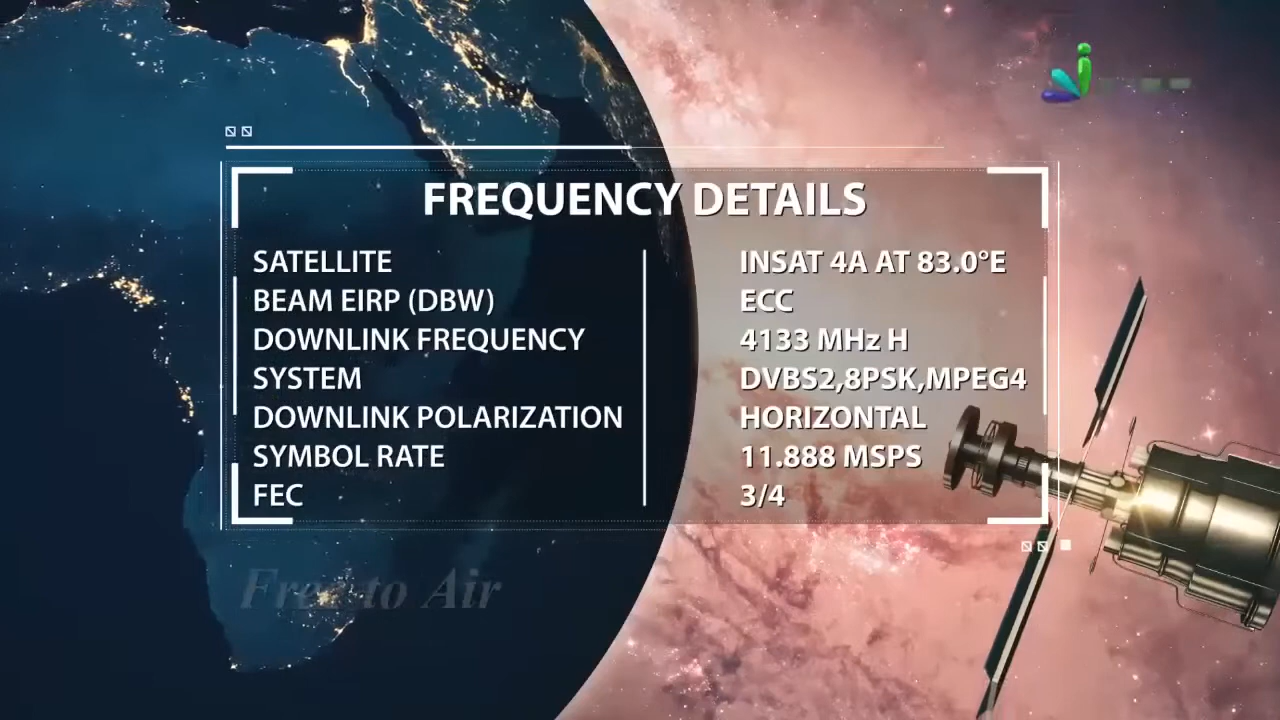 FREQUENCY DETAILS
SATELLITE INSAT 4A AT 83.0°E
BEAM EIRP (DBW) ECC
DOWNLINK FREQUENCY 4133 MHz H
SYSTEM DVBS2,8PSK,MPEG4
DOWNLINK POLARIZATION HORIZONTAL
SYMBOL RATE 11.888 MSPS
FEC 3/4
Free to Air